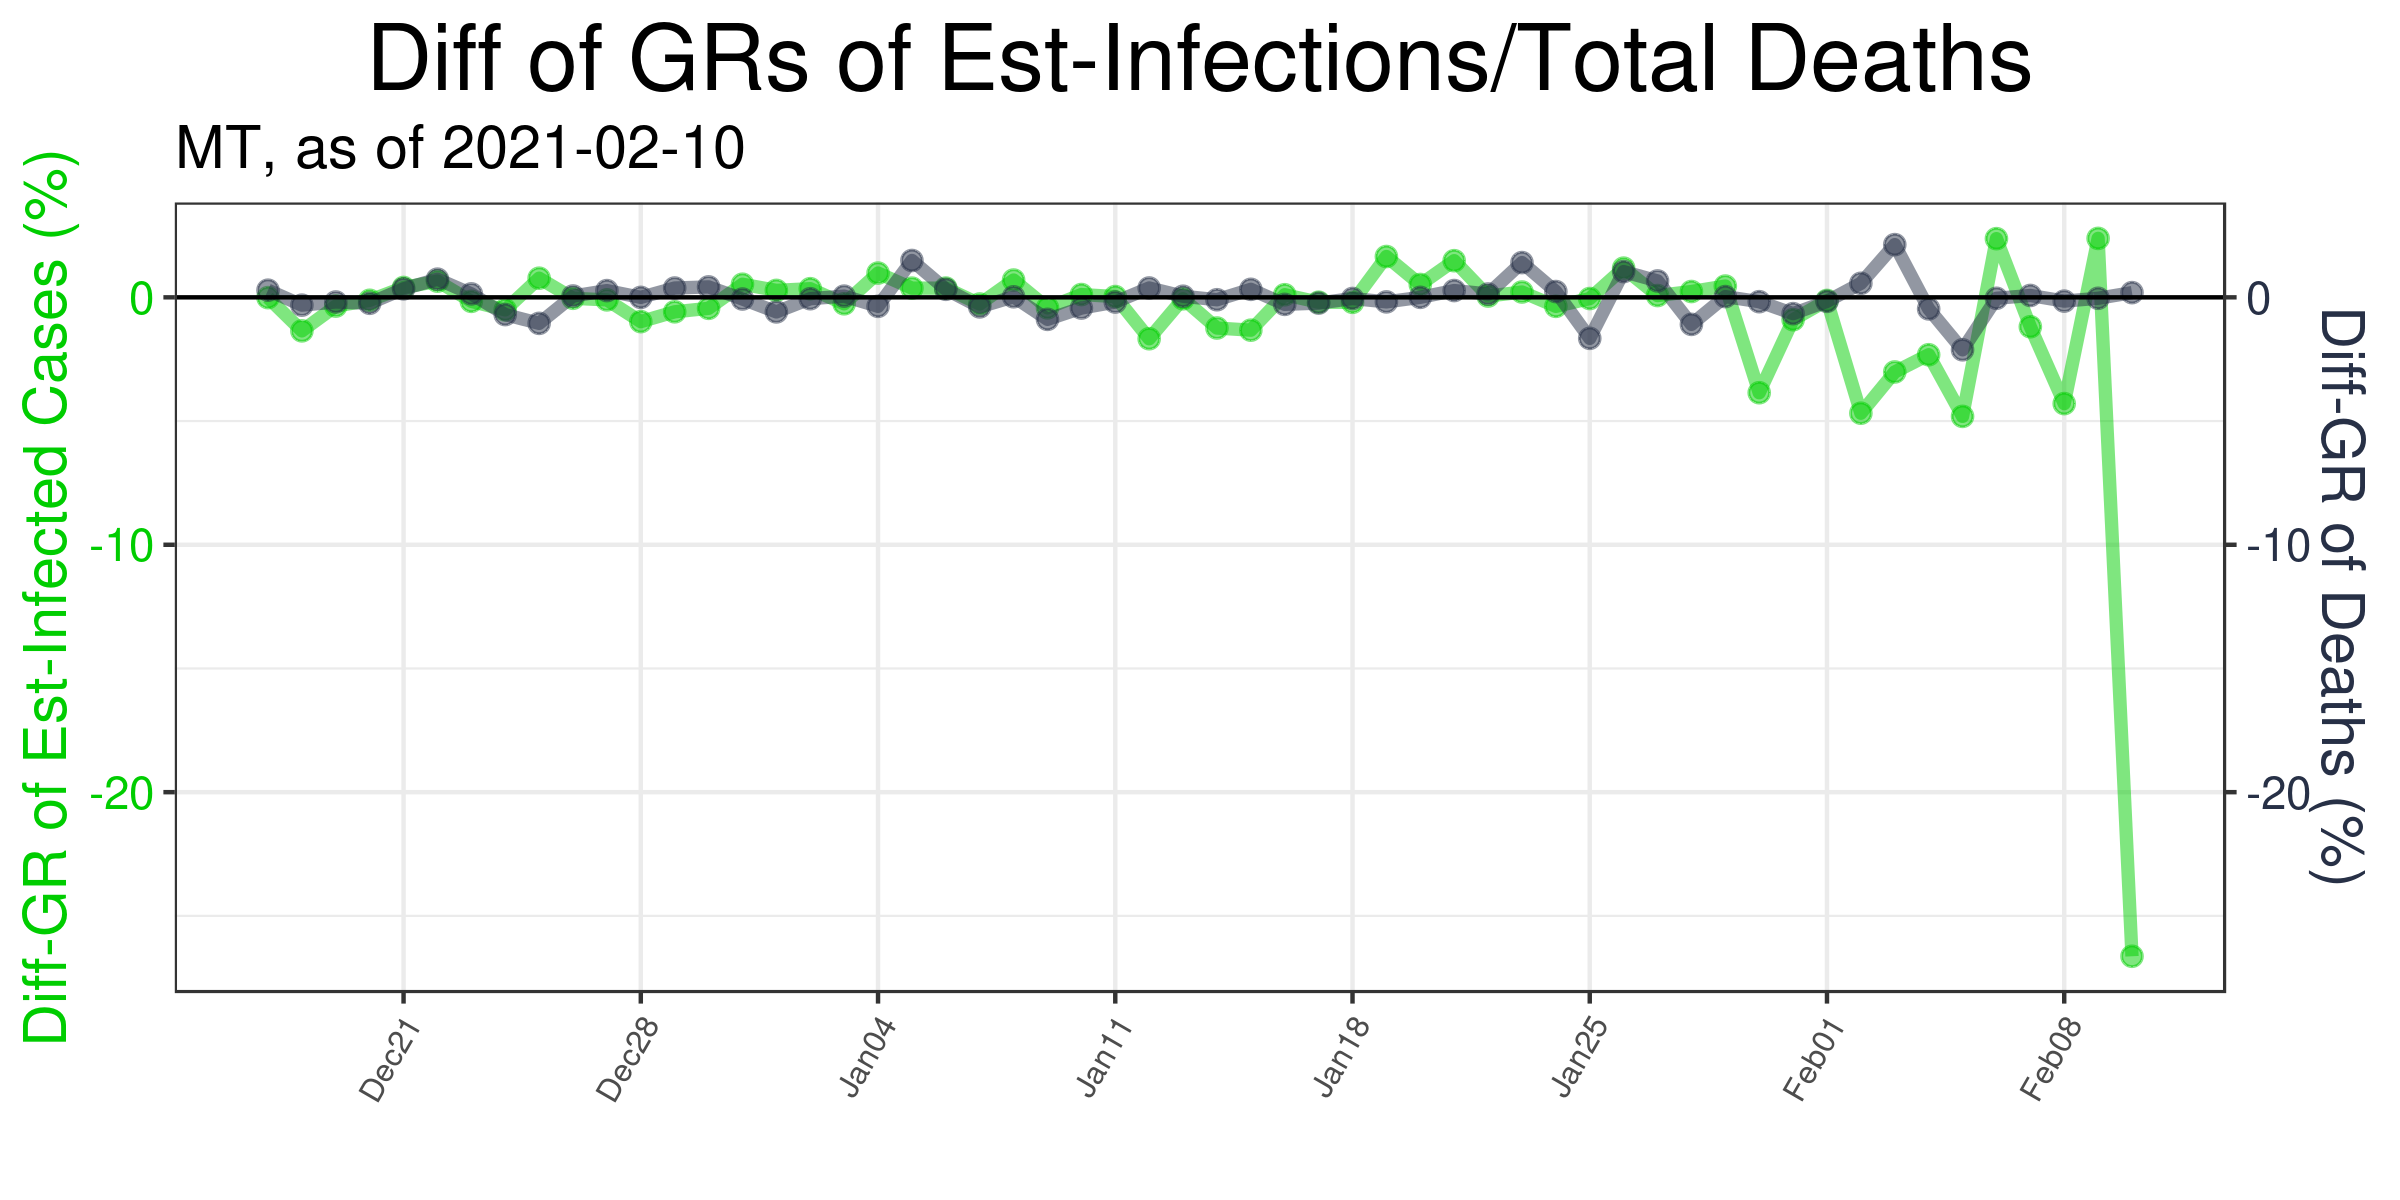 Diff of GRs of Est-Infections/Total Deaths
MT, as of 2021-02-10
Diff-GR of Est-Infected Cases (%)
0
-10
-20
0
-10
-20
Diff-GR of Deaths (%)
Dec21
Dec28
Jan04
Jan11
Jan18
Jan25
Feb01
Feb08